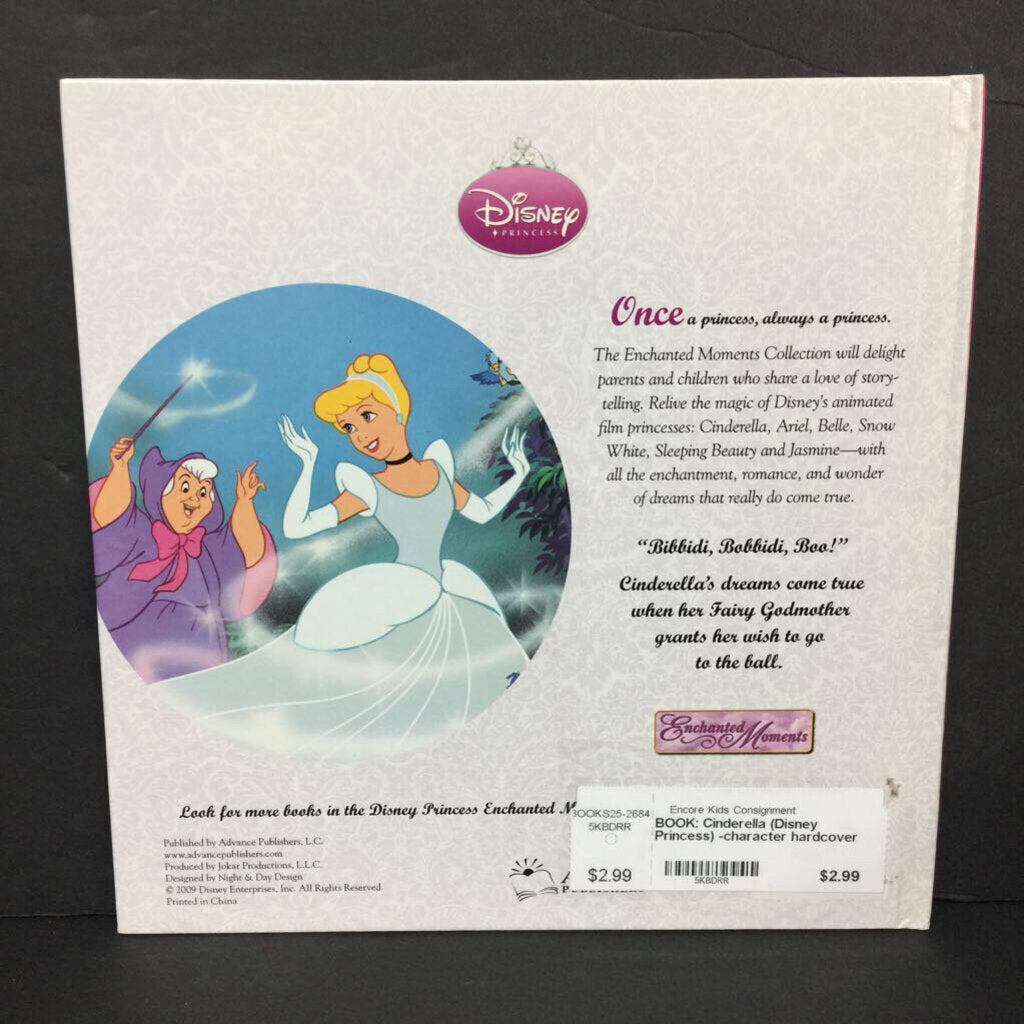 Disney
PRINCESS
Once a princess, always a princess.
The Enchanted Moments Collection will delight
parents and children who share a love of story-
telling. Relive the magic of Disney's animated
film princesses: Cinderella, Ariel, Belle, Snow
White, Sleeping Beauty and Jasmine—with
all the enchantment, romance, and wonder
of dreams that really do come true.
"Bibbidi, Bobbidi, Boo!"
Cinderella's dreams come true
when her Fairy Godmother
grants her wish to go
to the ball.
Enchanted Moments
Look for more books in the Disney Princess Enchanted
Published by Advance Publishers, L.C.
www.advancepublishers.com
Produced by Jokar Productions, L.L.C.
Designed by Night & Day Design
© 2009 Disney Enterprises, Inc. All Rights Reserved.
Printed in China
BOOKS25-2684
5KBDRR
$2.99
Encore Kids Consignment
BOOK: Cinderella (Disney
Princess) -character hardcover
5KBDRR
$2.99